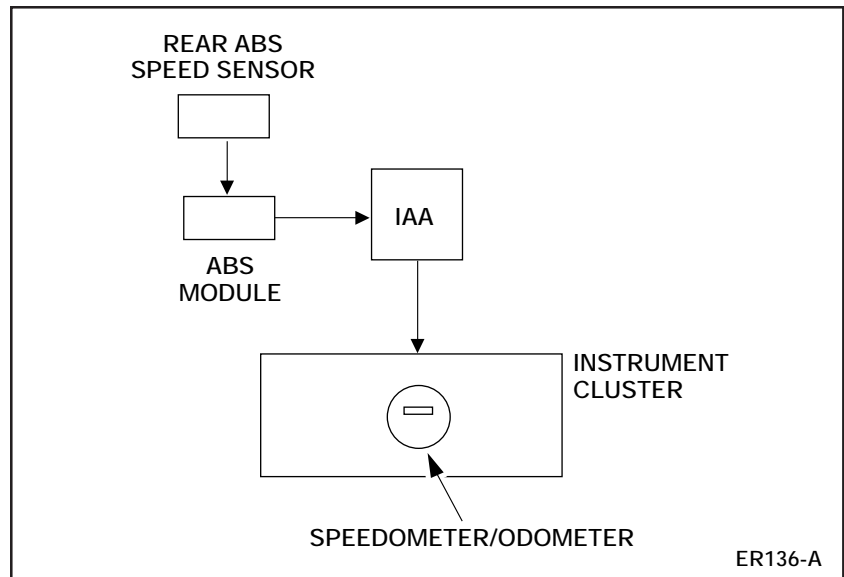 REAR ABS
SPEED SENSOR
IAA
ABS
MODULE
INSTRUMENT
CLUSTER
SPEEDOMETER/ODOMETER
ER136-A